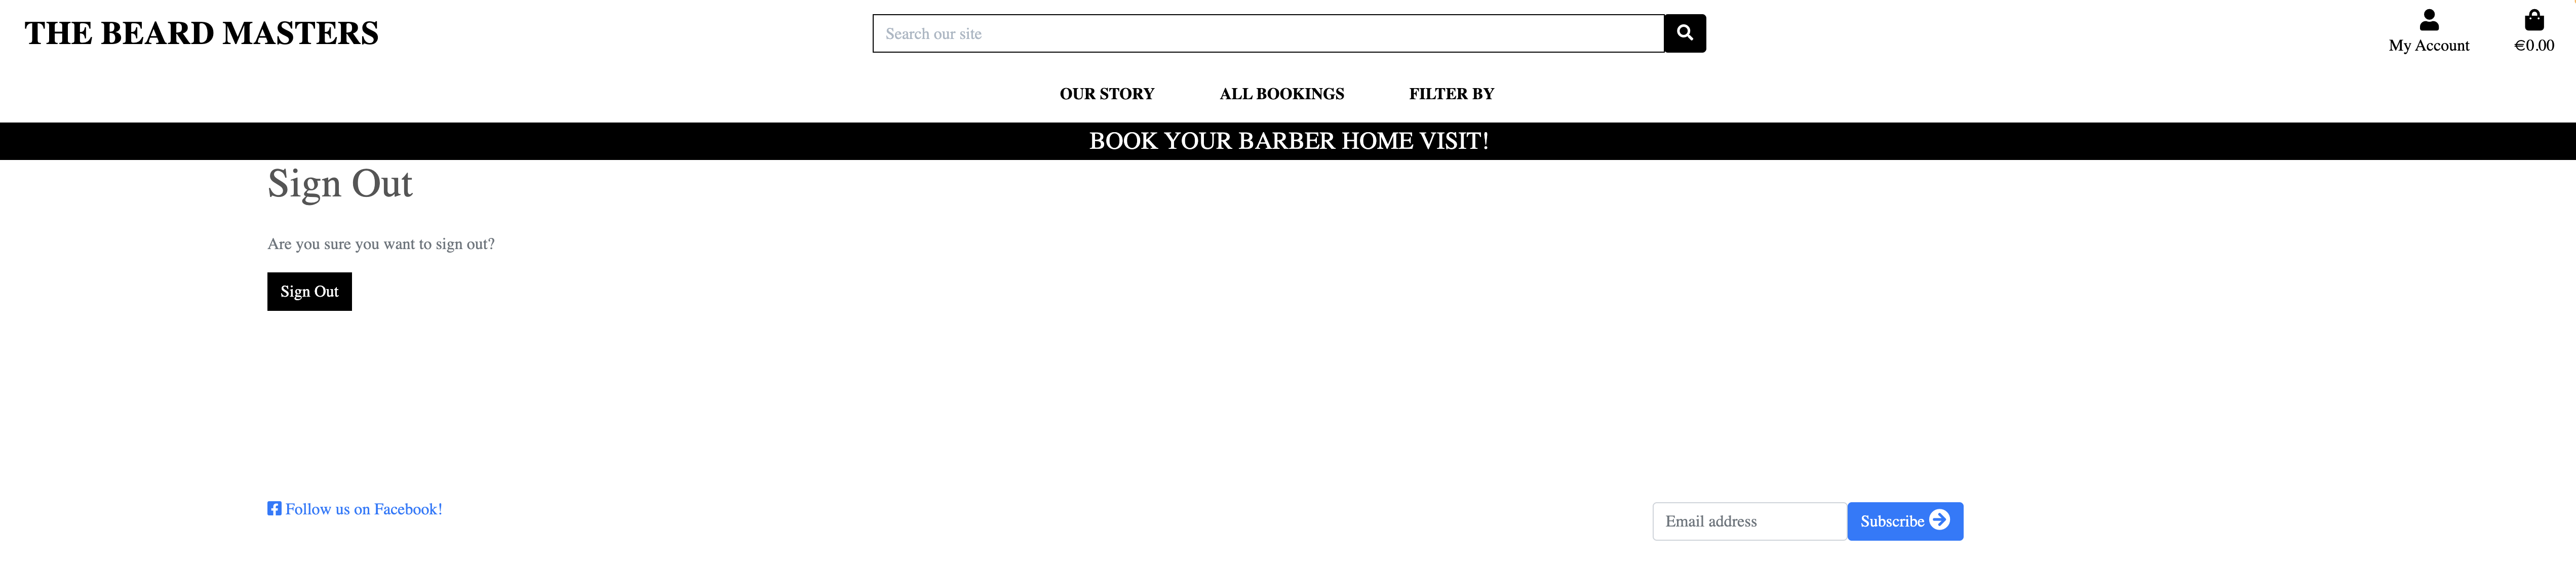 THE BEARD MASTERS
Search our site
My Account
€0.00
OUR STORY
ALL BOOKINGS
FILTER BY
BOOK YOUR BARBER HOME VISIT!
Sign Out
Are you sure you want to sign out?
Sign Out
Follow us on Facebook!
Email address
Subscribe